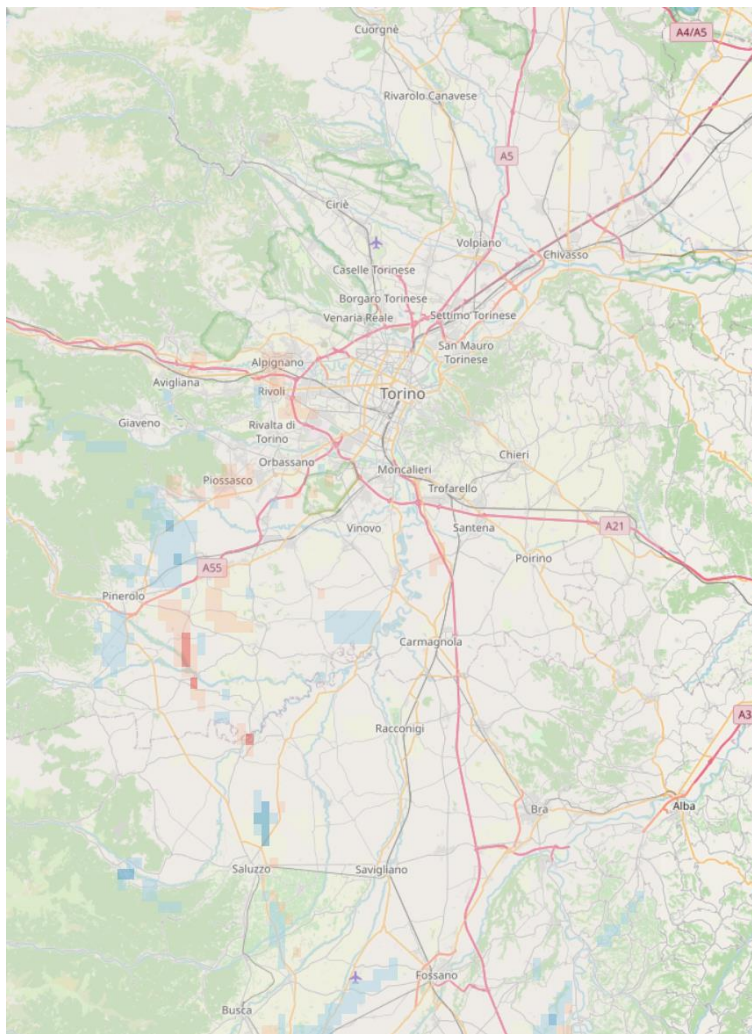 Cuorgnè
A4/A5
Rivarolo Canavese
A5
Ciriè
Volpiano
Chivasso
Caselle Torinese
Borgaro Torinese
Venaria Reale
Settimo Torinese
San Mauro
Torinese
Alpignano
Avigliana
Rivoli
Torino
Giaveno
Rivalta di
Torino
Chieri
Orbassano
Moncalieri
Piossasco
Trofarello
Vinovo
Santena
A21
Poirino
A55
Pinerolo
Carmagnola
Racconigi
A3
Bra
Alba
Saluzzo
Savigliano
Fossano
Busca